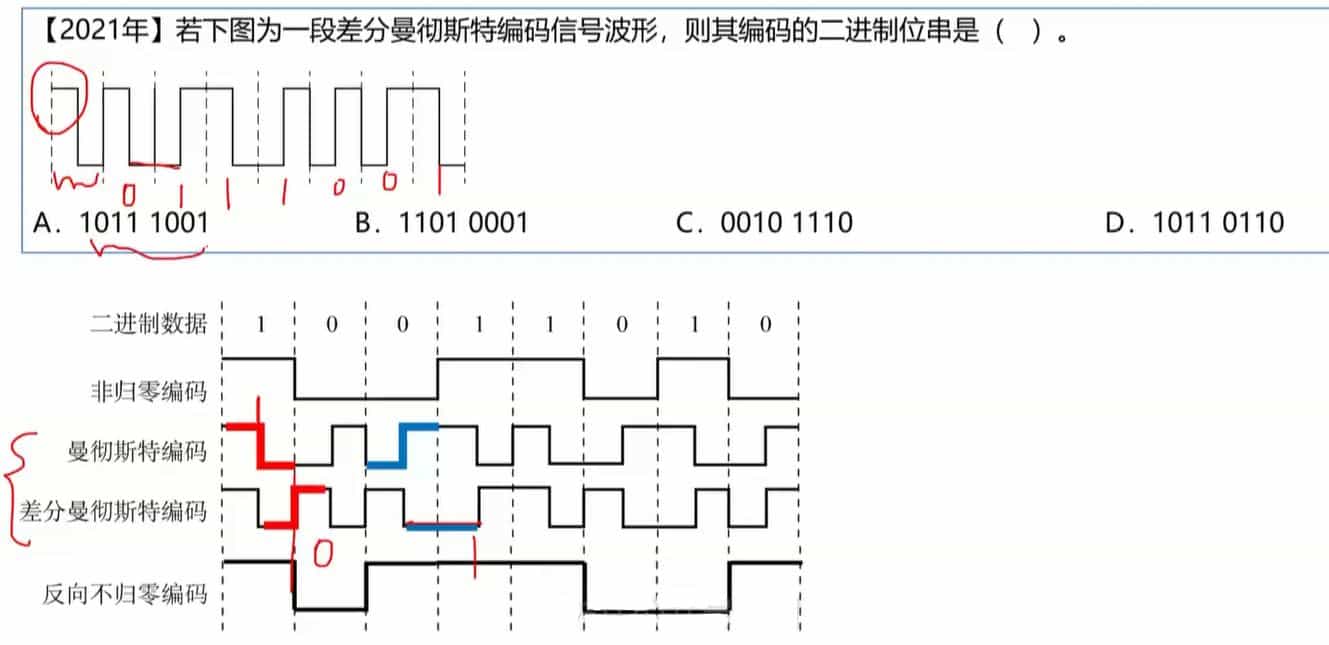 【2021年】若下图为一段差分曼彻斯特编码信号波形，则其编码的二进制位串是（ ）。
0 1 1 1 0 0 1
A. 1011 1001 B. 1101 0001 C. 0010 1110 D. 1011 0110
二进制数据 1 0 0 1 1 0 1 0
非归零编码
曼彻斯特编码
差分曼彻斯特编码
0 1
反向不归零编码